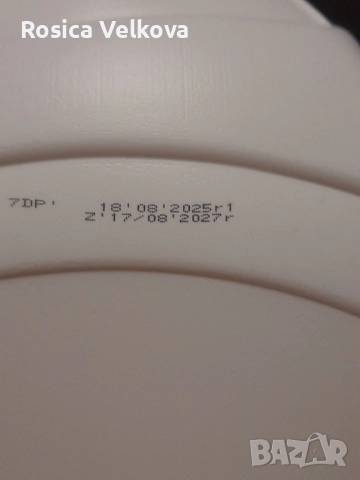 Rosica Velkova
7DP' 18'08'2025r1
Z'17/08'2027r
BAZAR